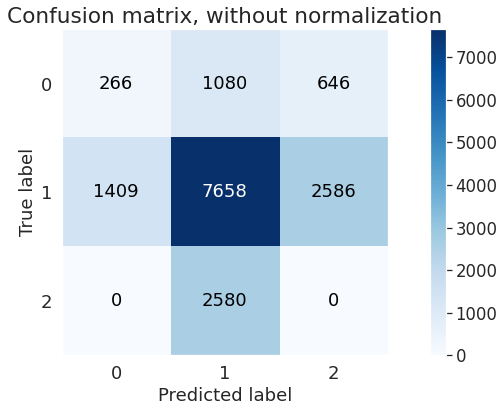 Confusion matrix, without normalization
0 266 1080 646
1 1409 7658 2586
2 0 2580 0
0 1 2
Predicted label
True label
7000
6000
5000
4000
3000
2000
1000
0